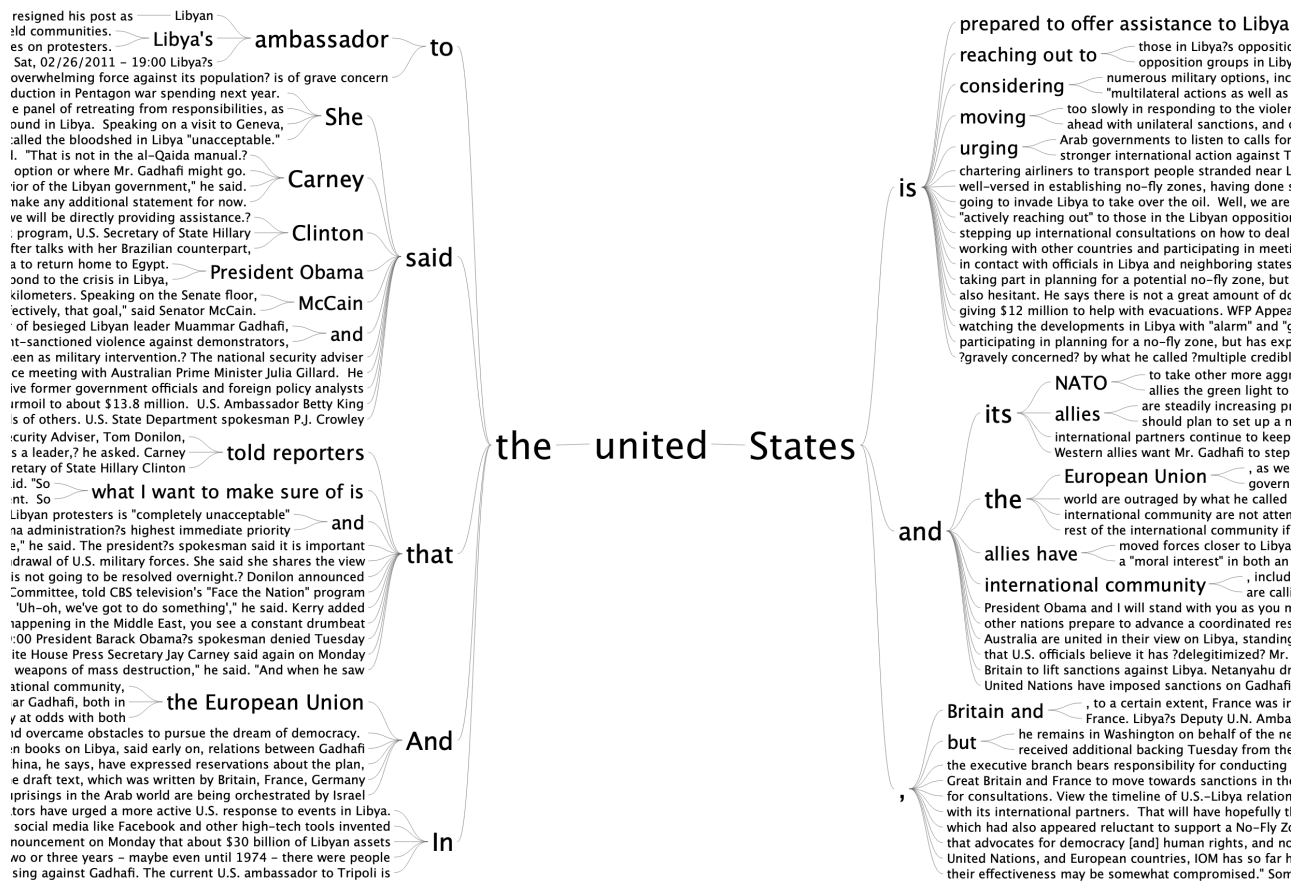 resigned his post as Libyan
eld communities.
es on protesters. Libya's
Sat, 02/26/2011 – 19:00 Libya?s
ambassador
overwhelming force against its population? is of grave concern
to
duction in Pentagon war spending next year.
e panel of retreating from responsibilities, as
ound in Libya.  Speaking on a visit to Geneva,
called the bloodshed in Libya "unacceptable."
She
l.  "That is not in the al-Qaida manual.?
option or where Mr. Gadhafi might go.
vior of the Libyan government," he said.
make any additional statement for now.
Carney
we will be directly providing assistance.?
program, U.S. Secretary of State Hillary
fter talks with her Brazilian counterpart,
Clinton
a to return home to Egypt.
pond to the crisis in Libya,
President Obama
kilometers. Speaking on the Senate floor,
fectively, that goal," said Senator McCain.
McCain
r of besieged Libyan leader Muammar Gadhafi,
nt-sanctioned violence against demonstrators,
and
seen as military intervention.? The national security adviser
ce meeting with Australian Prime Minister Julia Gillard.  He
ive former government officials and foreign policy analysts
urmoil to about $13.8 million.  U.S. Ambassador Betty King
ls of others. U.S. State Department spokesman P.J. Crowley
said
ecurity Adviser, Tom Donilon,
s a leader,? he asked. Carney
retary of State Hillary Clinton
told reporters
id. "So
ent.  So
what I want to make sure of is
Libyan protesters is "completely unacceptable"
na administration?s highest immediate priority
and
e," he said. The president?s spokesman said it is important
ndrawal of U.S. military forces. She said she shares the view
is not going to be resolved overnight.? Donilon announced
Committee, told CBS television's "Face the Nation" program
'Uh-oh, we've got to do something'," he said. Kerry added
happening in the Middle East, you see a constant drumbeat
:00 President Barack Obama?s spokesman denied Tuesday
ite House Press Secretary Jay Carney said again on Monday
weapons of mass destruction," he said. "And when he saw
that
ational community,
ar Gadhafi, both in
y at odds with both
the European Union
nd overcame obstacles to pursue the dream of democracy.
en books on Libya, said early on, relations between Gadhafi
hina, he says, have expressed reservations about the plan,
e draft text, which was written by Britain, France, Germany
uprisings in the Arab world are being orchestrated by Israel
And
tors have urged a more active U.S. response to events in Libya.
social media like Facebook and other high-tech tools invented
nouncement on Monday that about $30 billion of Libyan assets
wo or three years – maybe even until 1974 – there were people
sing against Gadhafi. The current U.S. ambassador to Tripoli is
In
the united States
is
prepared to offer assistance to Libya
reaching out to
those in Libya?s oppositio
opposition groups in Liby
considering
numerous military options, inc
"multilateral actions as well as
moving
too slowly in responding to the violen
ahead with unilateral sanctions, and
urging
Arab governments to listen to calls for
stronger international action against T
chartering airliners to transport people stranded near L
well-versed in establishing no-fly zones, having done s
going to invade Libya to take over the oil.  Well, we are
"actively reaching out" to those in the Libyan opposition
stepping up international consultations on how to deal
working with other countries and participating in meeti
in contact with officials in Libya and neighboring states
taking part in planning for a potential no-fly zone, but
also hesitant. He says there is not a great amount of do
giving $12 million to help with evacuations. WFP Appea
watching the developments in Libya with "alarm" and "g
participating in planning for a no-fly zone, but has exp
?gravely concerned? by what he called ?multiple credibl
and
its
NATO
to take other more aggr
allies the green light to
allies
are steadily increasing pr
should plan to set up a n
international partners continue to keep
Western allies want Mr. Gadhafi to step
the
European Union
, as we
govern
world are outraged by what he called
international community are not atten
rest of the international community if
allies have
moved forces closer to Libya
a "moral interest" in both an
international community
, includ
are calli
President Obama and I will stand with you as you m
other nations prepare to advance a coordinated res
Australia are united in their view on Libya, standing
that U.S. officials believe it has ?delegitimized? Mr.
Britain to lift sanctions against Libya. Netanyahu dr
United Nations have imposed sanctions on Gadhafi
,
Britain and
, to a certain extent, France was in
France. Libya?s Deputy U.N. Amba
but
he remains in Washington on behalf of the ne
received additional backing Tuesday from the
the executive branch bears responsibility for conducting
Great Britain and France to move towards sanctions in the
for consultations. View the timeline of U.S.-Libya relation
with its international partners.  That will have hopefully th
which had also appeared reluctant to support a No-Fly Zo
that advocates for democracy [and] human rights, and no
United Nations, and European countries, IOM has so far h
their effectiveness may be somewhat compromised." Som